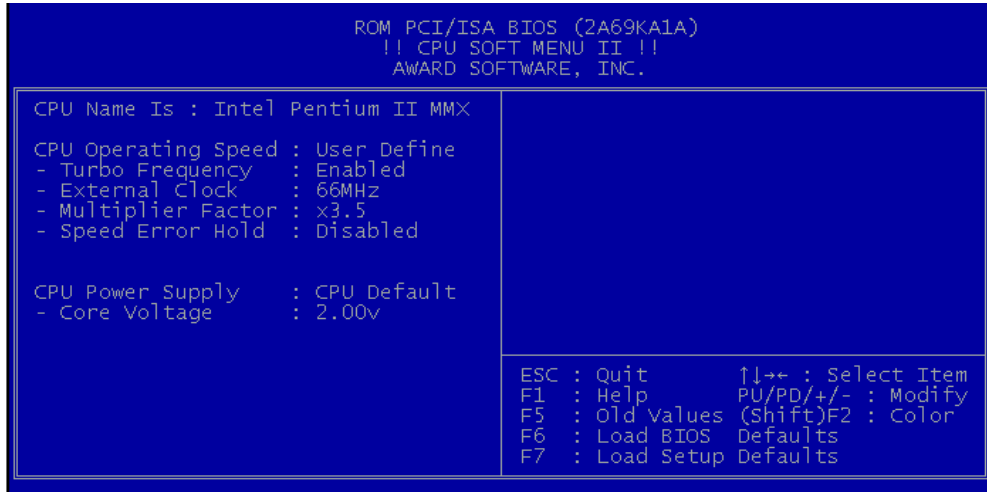 ROM PCI/ISA BIOS (2A69KA1A)
!! CPU SOFT MENU II !!
AWARD SOFTWARE, INC.
CPU Name Is : Intel Pentium II MMX
CPU Operating Speed : User Define
- Turbo Frequency : Enabled
- External Clock : 66MHz
- Multiplier Factor : x3.5
- Speed Error Hold : Disabled
CPU Power Supply : CPU Default
- Core Voltage : 2.00v
ESC : Quit ↑↓→← : Select Item
F1 : Help PU/PD/+/- : Modify
F5 : Old Values (Shift)F2 : Color
F6 : Load BIOS Defaults
F7 : Load Setup Defaults